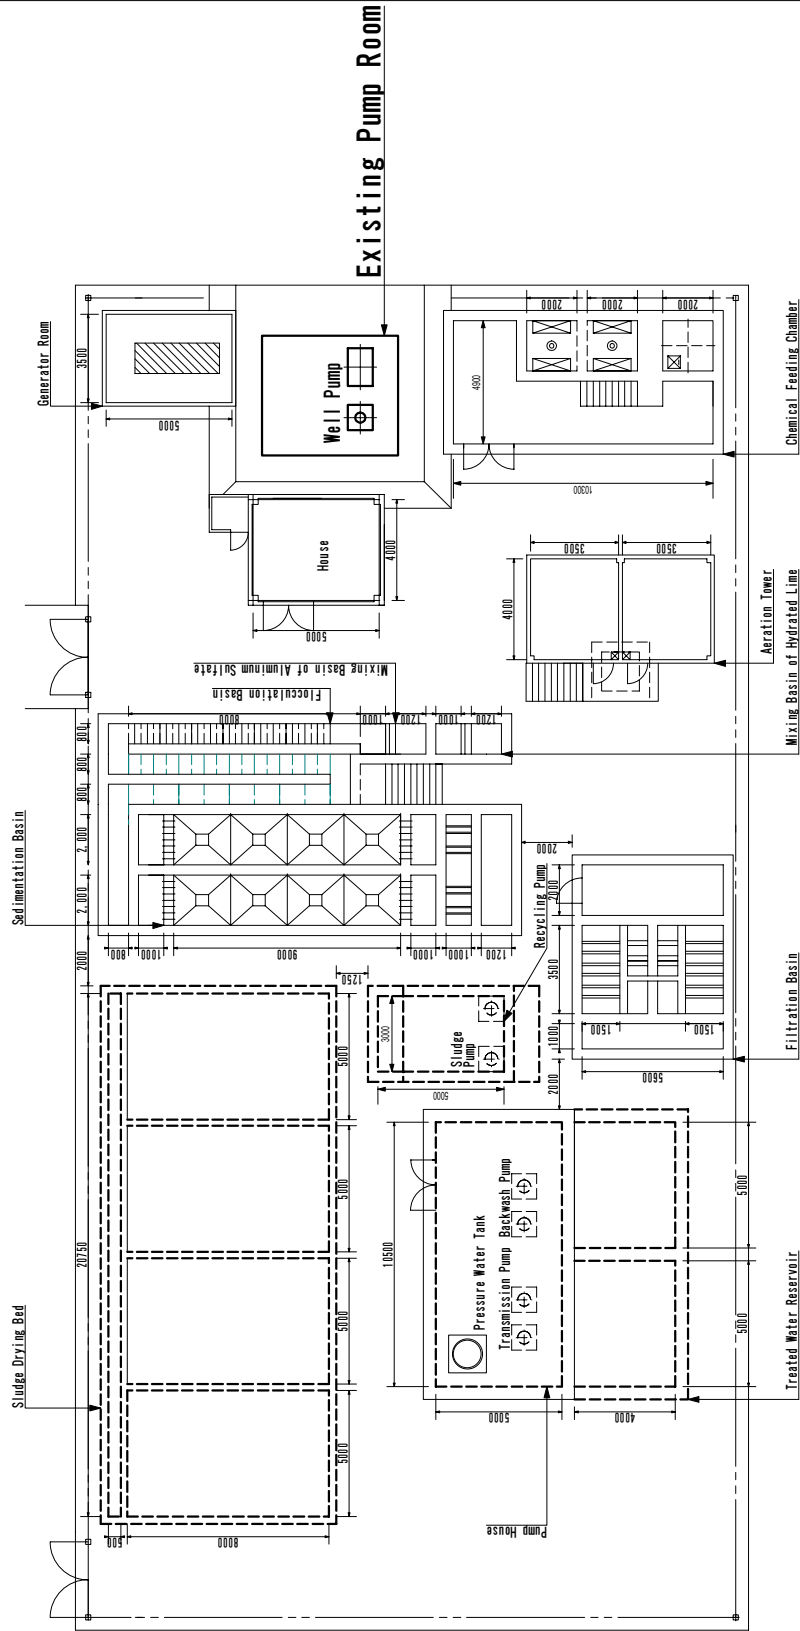 Existing Pump Room
Generator Room
3500
5000
Well Pump
2000
2000
2000
4900
10300
Chemical Feeding Chamber
House
4000
5000
3500
3500
4000
Aeration Tower
Mixing Basin of Hydrated Lime
Mixing Basin of Aluminum Sulfate
Flocculation Basin
8000
1000
1200
1000
1200
800
800
800
2,000
2,000
Sedimentation Basin
800
1000
9000
1000
1000
1200
2000
2000
1250
Recycling Pump
2000
3500
1000
1500
1500
5600
2000
Filtration Basin
3000
Sludge
Pump
5000
20750
5000
5000
5000
5000
500
8000
Sludge Drying Bed
10500
Pressure Water Tank
Transmission Pump
Backwash Pump
5000
4000
5000
5000
Pump House
Treated Water Reservoir